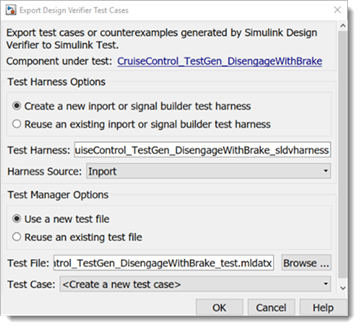 Export Design Verifier Test Cases
Export test cases or counterexamples generated by Simulink Design
Verifier to Simulink Test.
Component under test: CruiseControl_TestGen_DisengageWithBrake
Test Harness Options
Create a new inport or signal builder test harness
Reuse an existing inport or signal builder test harness
Test Harness: uiseControl_TestGen_DisengageWithBrake_sldvharness
Harness Source: Inport
Test Manager Options
Use a new test file
Reuse an existing test file
Test File: ntrol_TestGen_DisengageWithBrake_test.mldatx Browse ...
Test Case: <Create a new test case>
OK Cancel Help